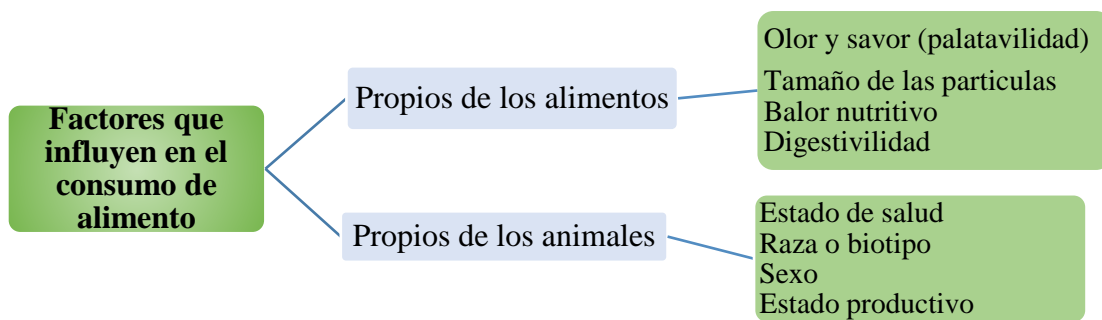 Factores que
influyen en el
consumo de
alimento
Propios de los alimentos
Olor y savor (palatavilidad)
Tamaño de las particulas
Balor nutritivo
Digestivilidad
Propios de los animales
Estado de salud
Raza o biotipo
Sexo
Estado productivo